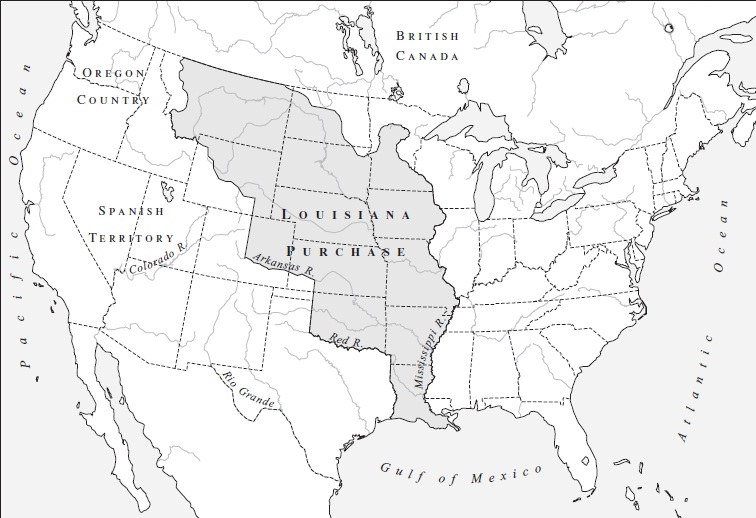 BRITISH
CANADA
OREGON
COUNTRY
Pacific Ocean
SPANISH
TERRITORY
Colorado R.
LOUISIANA
PURCHASE
Arkansas R.
Red R.
Mississippi R.
Rio Grande
Gulf of Mexico
Atlantic Ocean